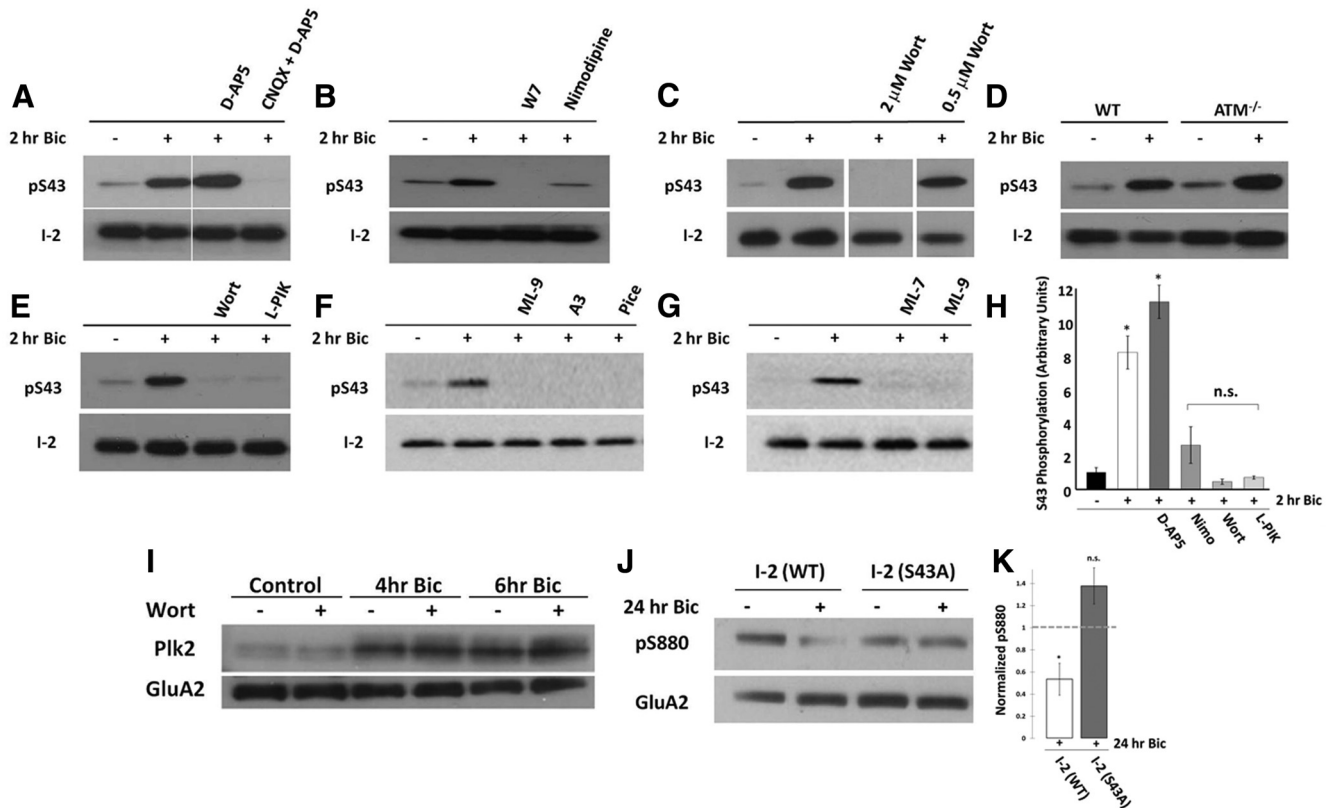 A
D-AP5
CNQX + D-AP5
2 hr Bic - + + +
pS43
I-2
B
W7
Nimodipine
2 hr Bic - + + +
pS43
I-2
C
2 μM Wort
0.5 μM Wort
2 hr Bic - + + +
pS43
I-2
D
WT ATM-/-
2 hr Bic - + - +
pS43
I-2
E
Wort
L-PIK
2 hr Bic - + + +
pS43
I-2
F
ML-9
A3
Pice
2 hr Bic - + + + +
pS43
I-2
G
ML-7
ML-9
2 hr Bic - + + +
pS43
I-2
H
S43 Phosphorylation (Arbitrary Units)
12
10
8
6
4
2
0
*
*
n.s.
- + + + + + 2 hr Bic
D-AP5
Nimo
Wort
L-PIK
I
Control 4hr Bic 6hr Bic
Wort - + - + - +
Plk2
GluA2
J
I-2 (WT) I-2 (S43A)
24 hr Bic - + - +
pS880
GluA2
K
Normalized pS880
1.4
1.2
1
0.8
0.6
0.4
0.2
0
*
n.s.
+ + 24 hr Bic
I-2 (WT)
I-2 (S43A)